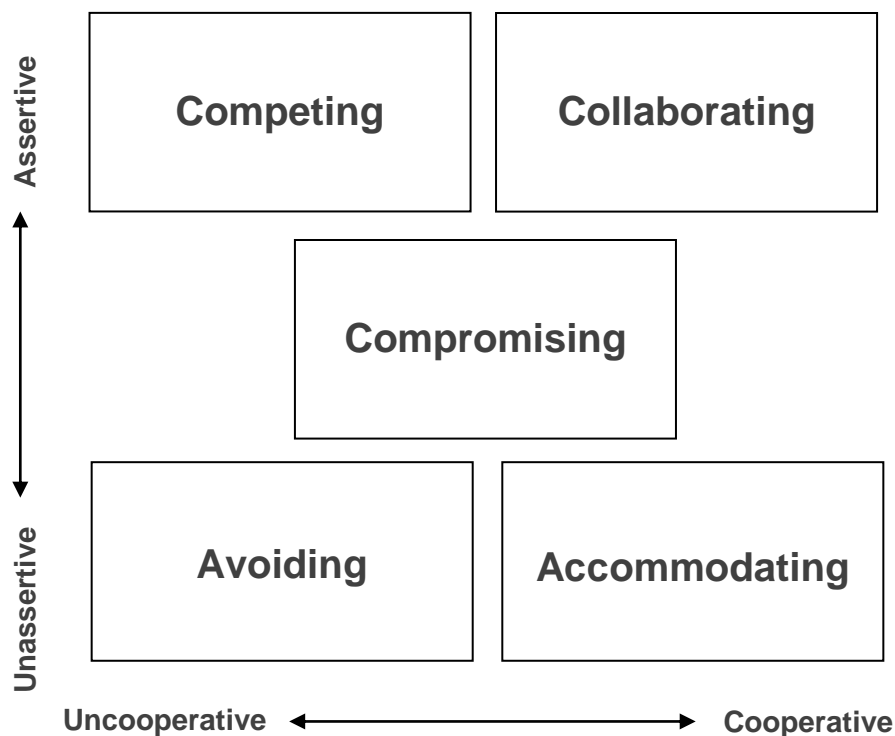 Assertive
Competing
Collaborating
Compromising
Unassertive
Avoiding
Accommodating
Uncooperative
Cooperative